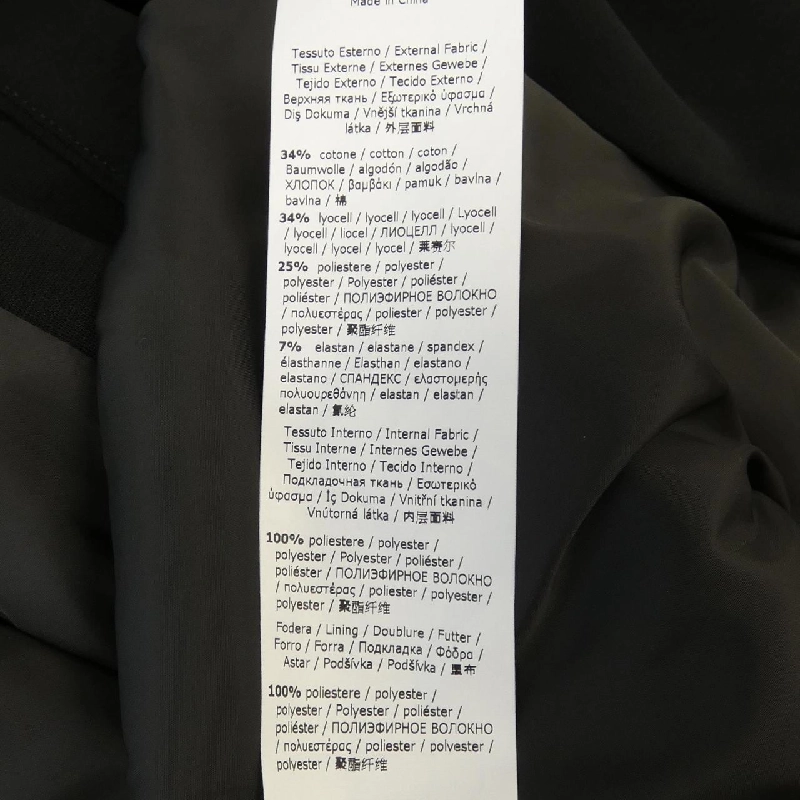 Made in China
Tessuto Esterno / External Fabric /
Tissu Externe / Externes Gewebe /
Tejido Externo / Tecido Externo /
Верхняя ткань / Εξωτερικό ύφασμα /
Diş Dokuma / Vnější tkanina / Vrchná
látka / 外层面料
34% cotone / cotton / coton /
Baumwolle / algodón / algodão /
ХЛОПОК / βαμβάκι / pamuk / bavlna /
bavlna / 棉
34% lyocell / lyocell / lyocell / Lyocell
/ lyocell / liocel / ЛИОЦЕЛЛ / lyocell /
lyocell / lyocel / lyocel / 莱赛尔
25% poliestere / polyester /
polyester / Polyester / poliéster /
poliéster / ПОЛИЭФИРНОЕ ВОЛОКНО
/ πολυεστέρας / poliester / polyester /
polyester / 聚酯纤维
7% elastan / elastane / spandex /
élasthanne / Elasthan / elastano /
elastano / СПАНДЕКС / ελαστομερής
πολυουρεθάνη / elastan / elastan /
elastan / 氨纶
Tessuto Interno / Internal Fabric /
Tissu Interne / Internes Gewebe /
Tejido Interno / Tecido Interno /
Подкладочная ткань / Εσωτερικό
ύφασμα / İç Dokuma / Vnitřní tkanina /
Vnútorná látka / 内层面料
100% poliestere / polyester /
polyester / Polyester / poliéster /
poliéster / ПОЛИЭФИРНОЕ ВОЛОКНО
/ πολυεστέρας / poliester / polyester /
polyester / 聚酯纤维
Fodera / Lining / Doublure / Futter /
Forro / Forra / Подкладка / Φόδρα /
Astar / Podšívka / Podšívka / 里布
100% poliestere / polyester /
polyester / Polyester / poliéster /
poliéster / ПОЛИЭФИРНОЕ ВОЛОКНО
/ πολυεστέρας / poliester / polyester /
polyester / 聚酯纤维